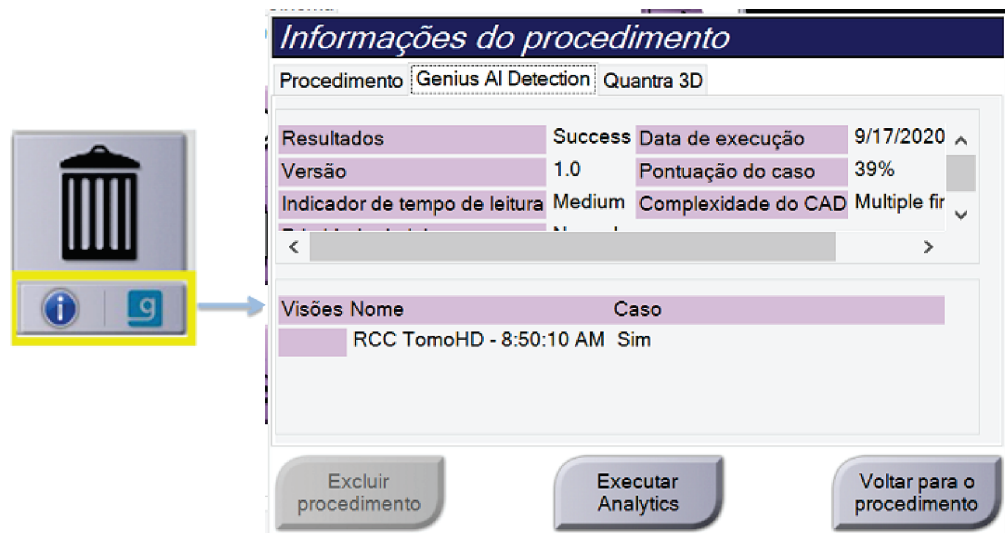 Informações do procedimento
Procedimento Genius AI Detection Quantra 3D
Resultados Success Data de execução 9/17/2020
Versão 1.0 Pontuação do caso 39%
Indicador de tempo de leitura Medium Complexidade do CAD Multiple fir
Visões Nome Caso
RCC TomoHD - 8:50:10 AM Sim
i g
Excluir procedimento
Executar Analytics
Voltar para o procedimento